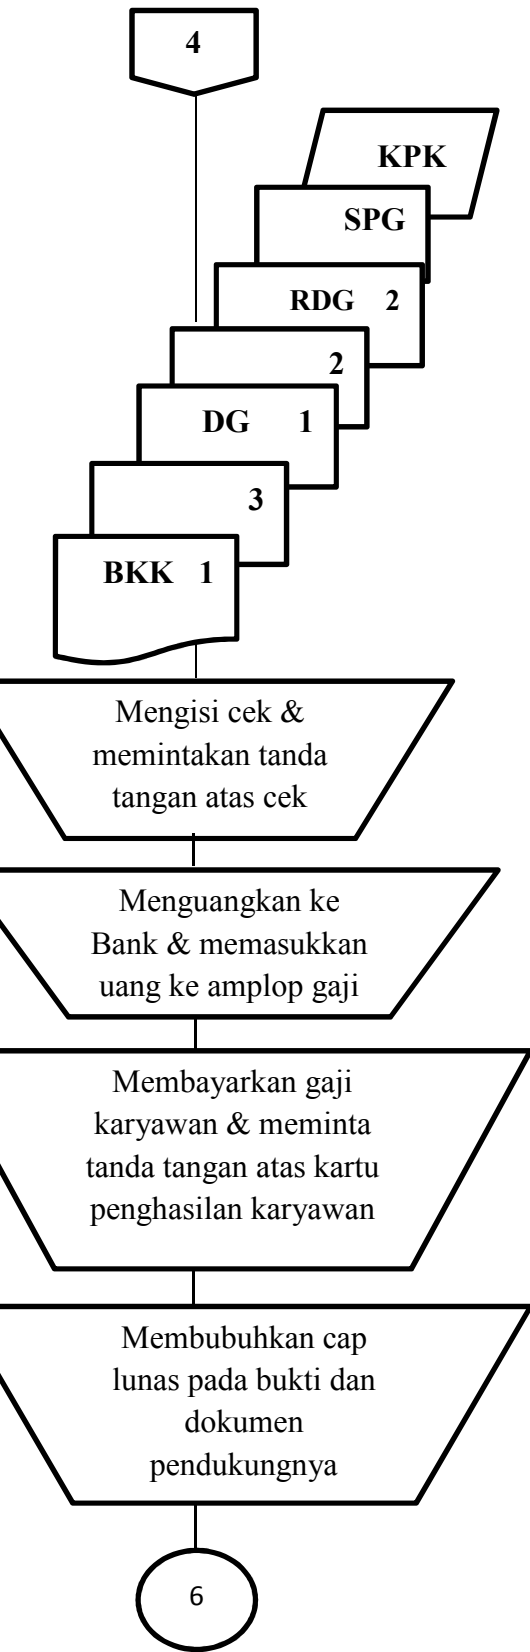 4
KPK
SPG
RDG 2
2
DG 1
3
BKK 1
Mengisi cek &
memintakan tanda
tangan atas cek
Menguangkan ke
Bank & memasukkan
uang ke amplop gaji
Membayarkan gaji
karyawan & meminta
tanda tangan atas kartu
penghasilan karyawan
Membubuhkan cap
lunas pada bukti dan
dokumen
pendukungnya
6